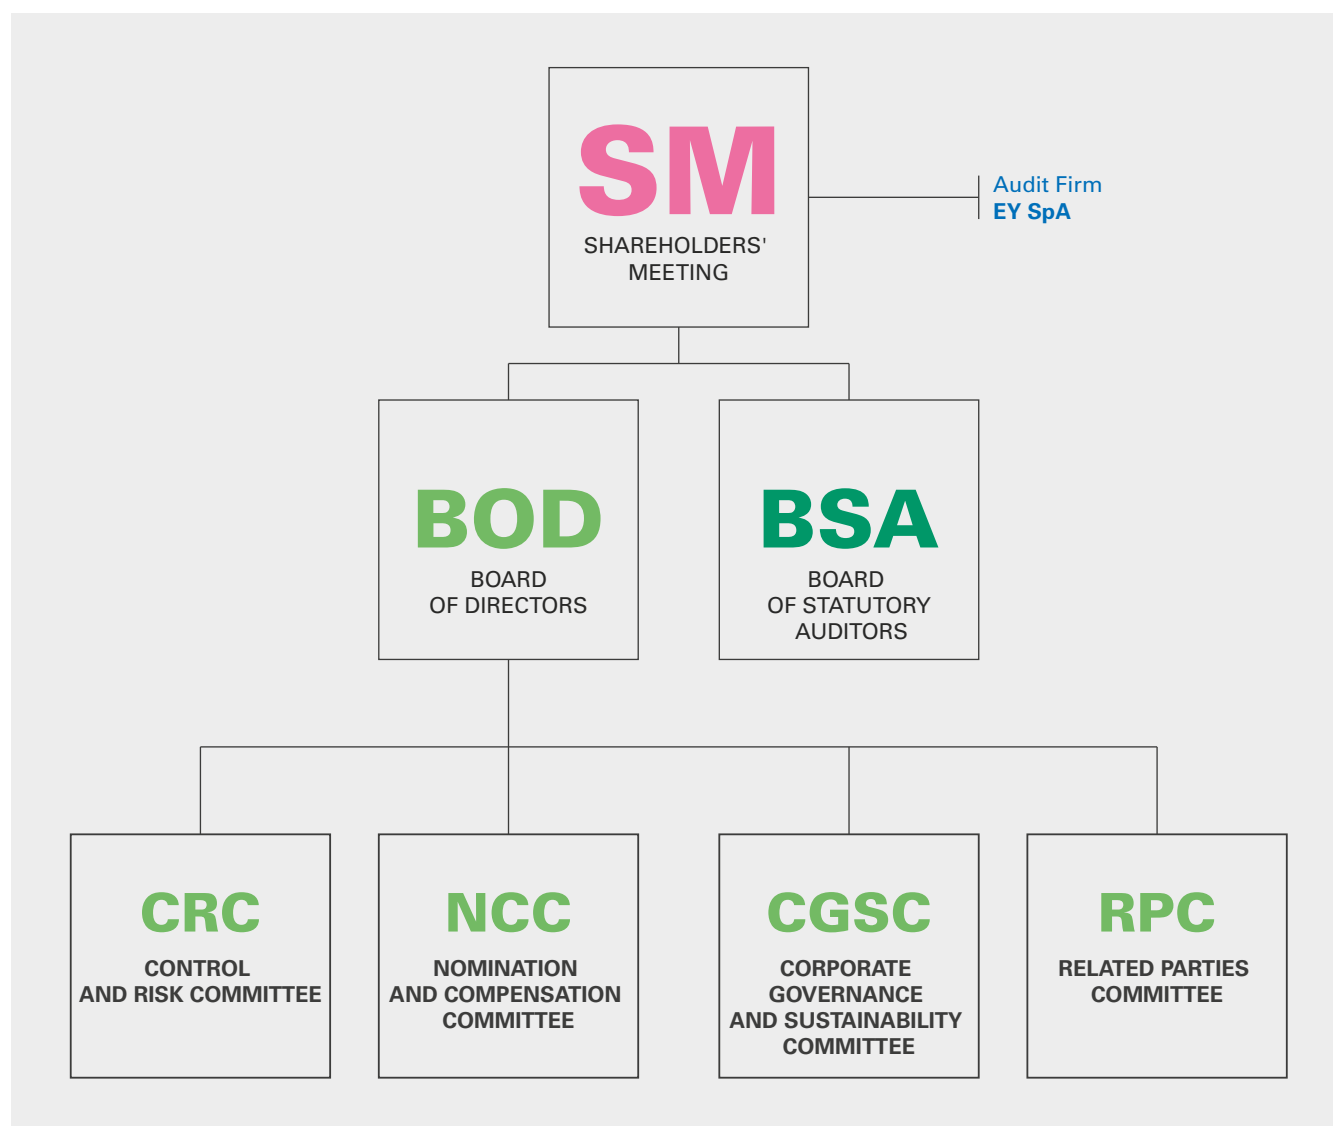 SM
SHAREHOLDERS'
MEETING
Audit Firm
EY SpA
BOD
BOARD
OF DIRECTORS
BSA
BOARD
OF STATUTORY
AUDITORS
CRC
CONTROL
AND RISK COMMITTEE
NCC
NOMINATION
AND COMPENSATION
COMMITTEE
CGSC
CORPORATE
GOVERNANCE
AND SUSTAINABILITY
COMMITTEE
RPC
RELATED PARTIES
COMMITTEE